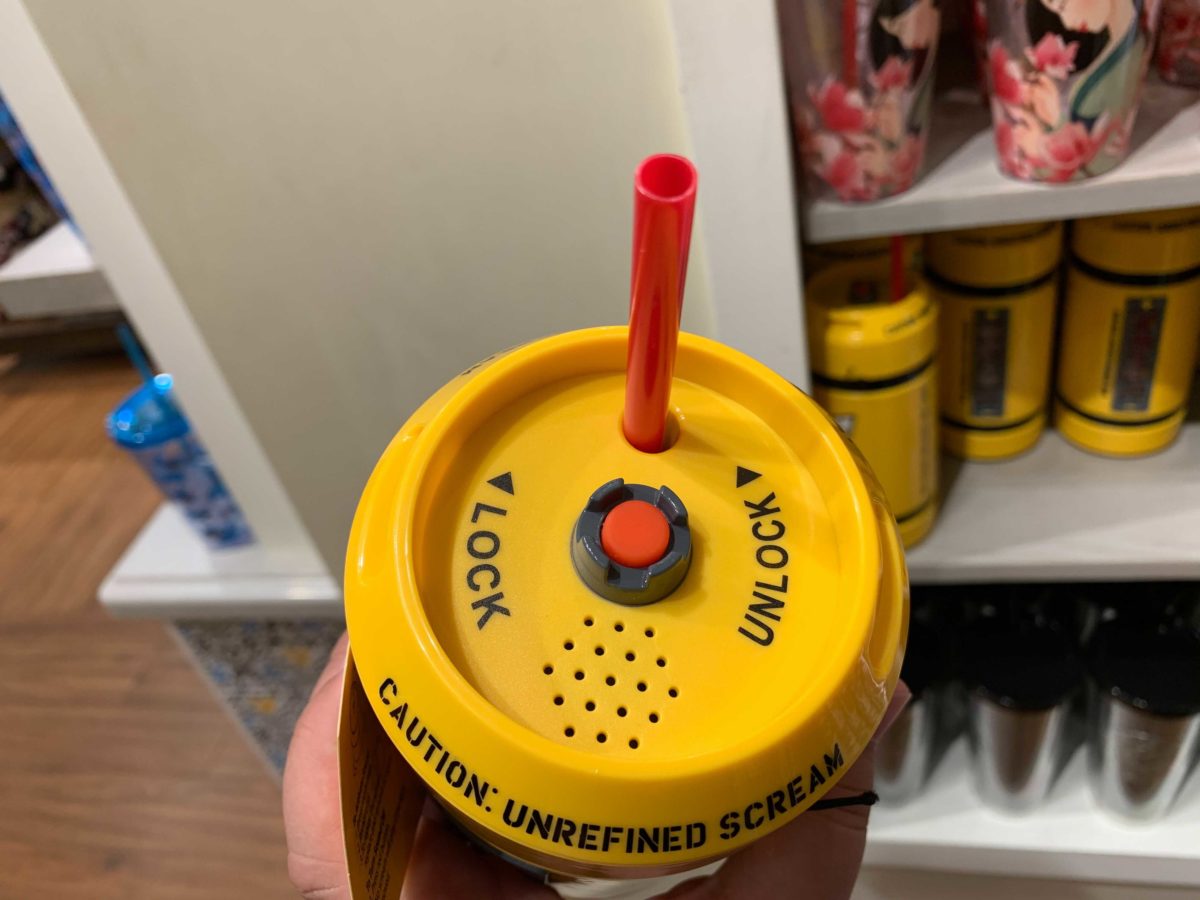 ◀ LOCK
UNLOCK ▶
CAUTION: UNREFINED SCREAM